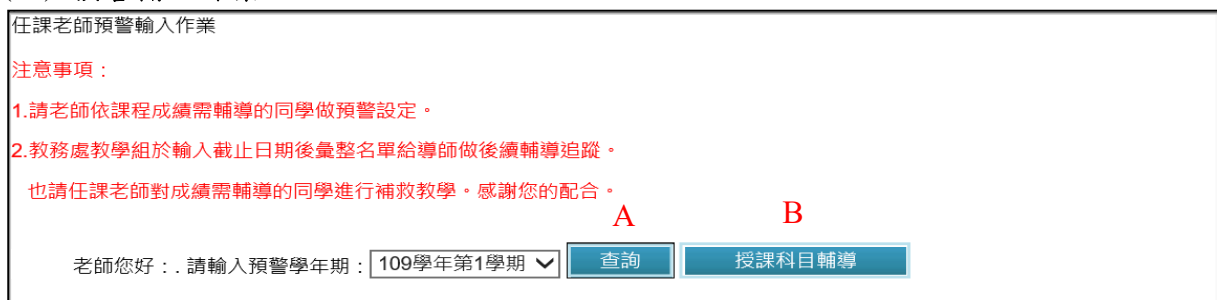 任課老師預警輸入作業
注意事項：
1.請老師依課程成績需輔導的同學做預警設定。
2.教務處教學組於輸入截止日期後彙整名單給導師做後續輔導追蹤。
也請任課老師對成績需輔導的同學進行補救教學。感謝您的配合。
A B
老師您好：. 請輸入預警學年期：109學年第1學期 查詢 授課科目輔導